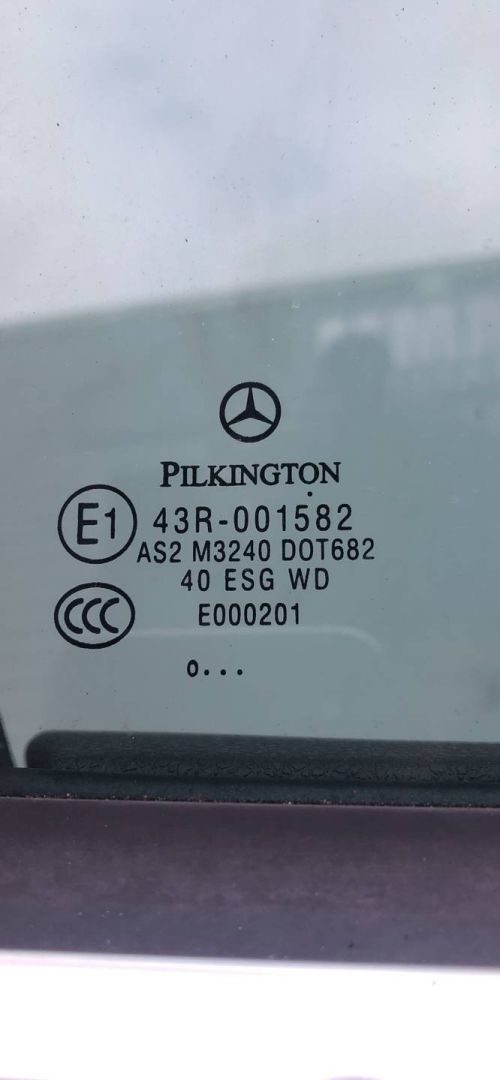 PILKINGTON
E1
43R-001582
AS2 M3240 DOT682
40 ESG WD
CCC
E000201
o...